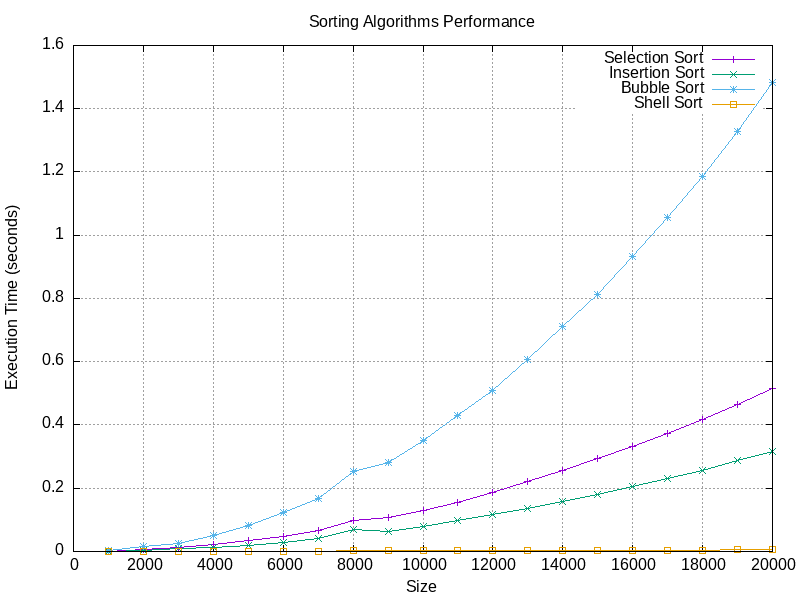 Sorting Algorithms Performance
Selection Sort
Insertion Sort
Bubble Sort
Shell Sort
Execution Time (seconds)
1.6
1.4
1.2
1
0.8
0.6
0.4
0.2
0
0 2000 4000 6000 8000 10000 12000 14000 16000 18000 20000
Size